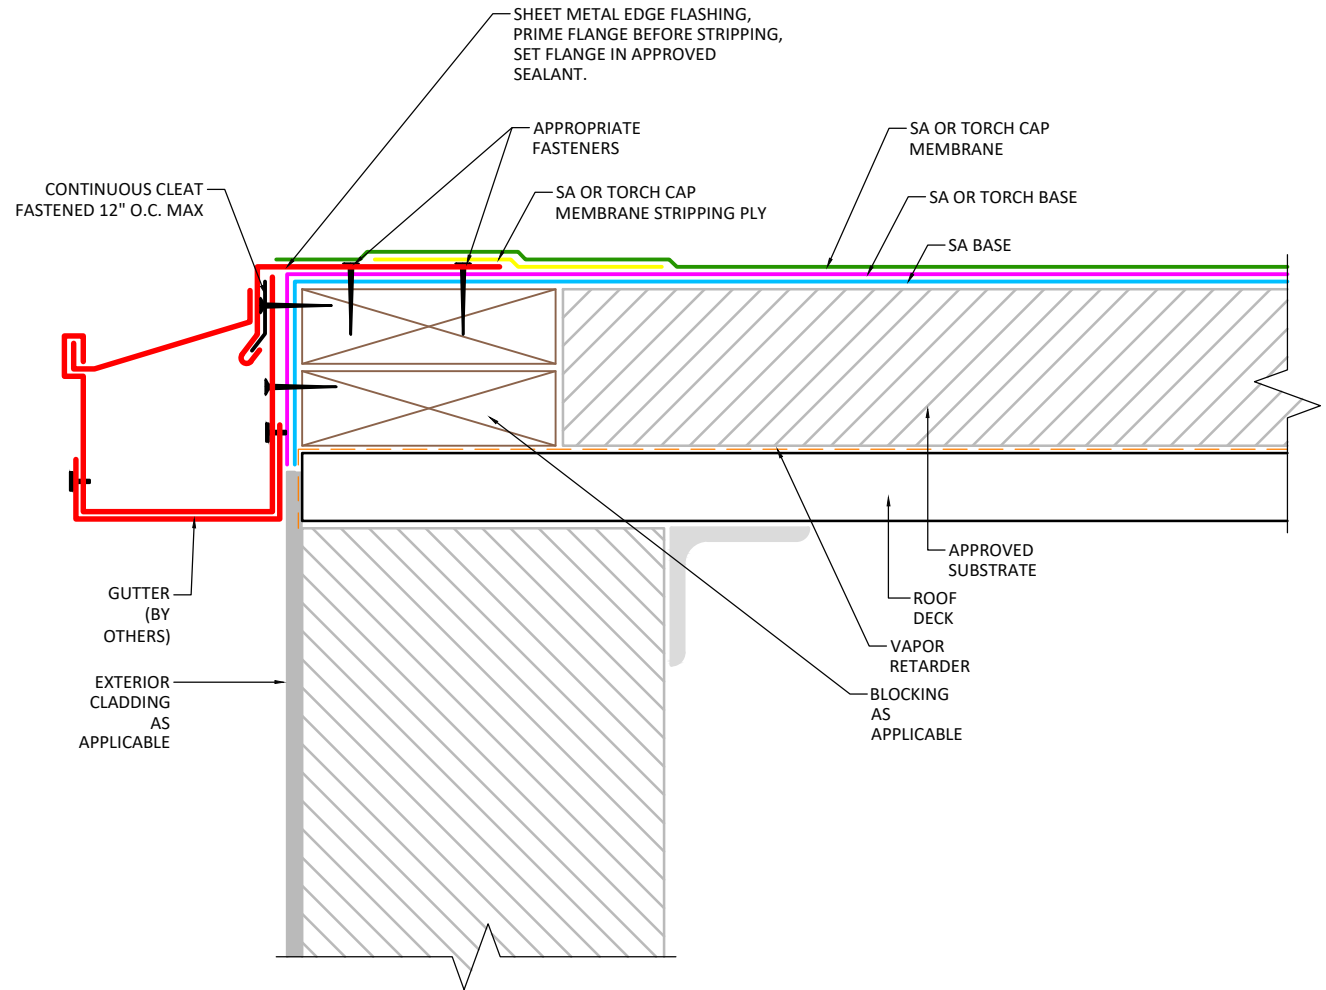 SHEET METAL EDGE FLASHING,
PRIME FLANGE BEFORE STRIPPING,
SET FLANGE IN APPROVED
SEALANT.
APPROPRIATE
FASTENERS
SA OR TORCH CAP
MEMBRANE
CONTINUOUS CLEAT
FASTENED 12" O.C. MAX
SA OR TORCH CAP
MEMBRANE STRIPPING PLY
SA OR TORCH BASE
SA BASE
APPROVED
SUBSTRATE
GUTTER
(BY
OTHERS)
ROOF
DECK
VAPOR
RETARDER
EXTERIOR
CLADDING
AS
APPLICABLE
BLOCKING
AS
APPLICABLE